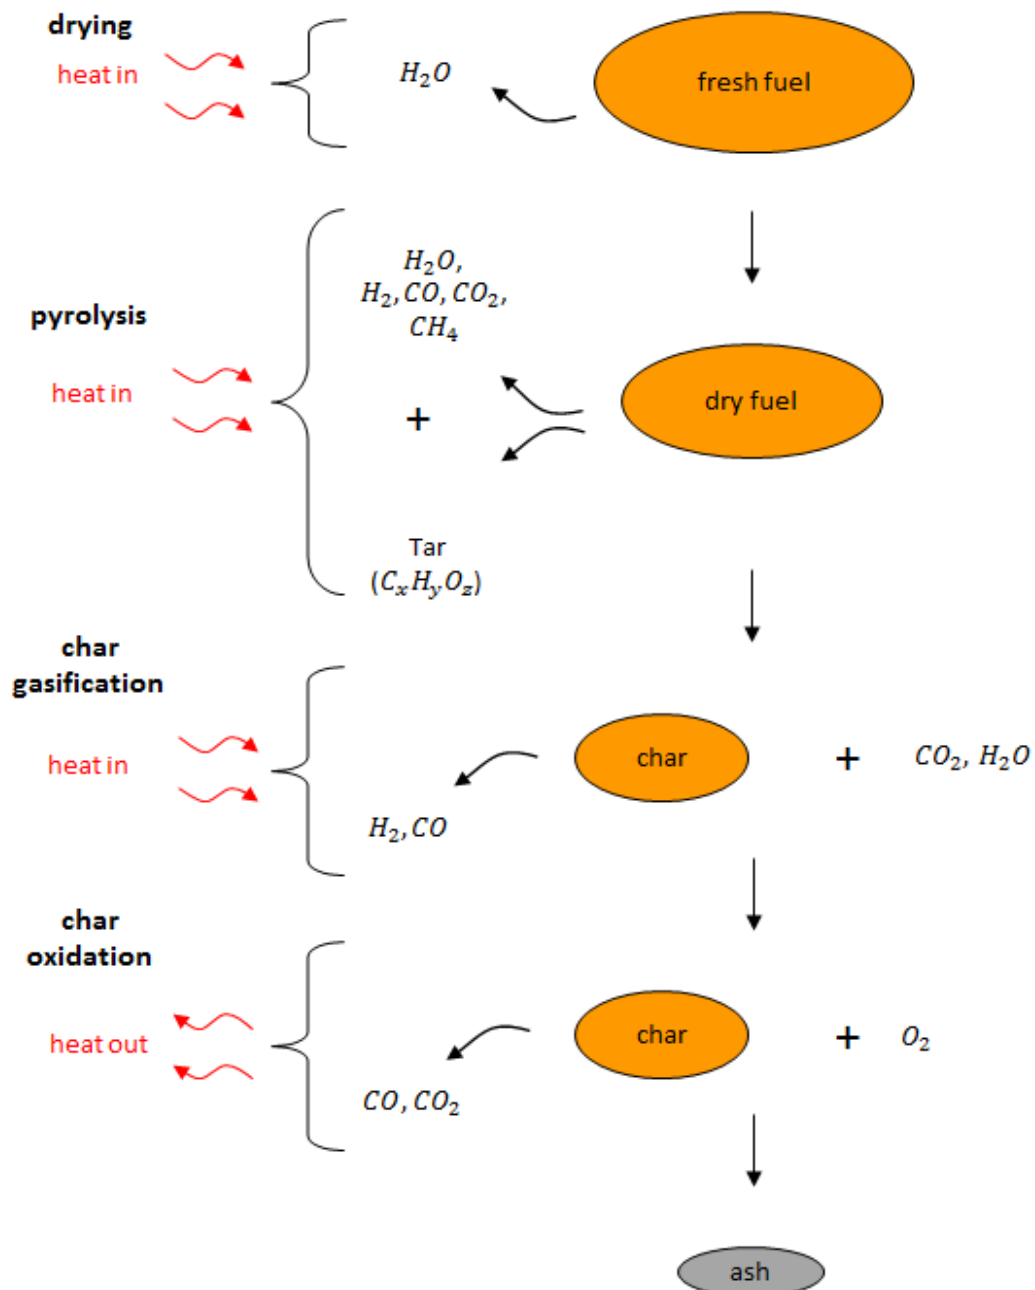 drying
heat in
H₂O
fresh fuel
pyrolysis
heat in
H₂O,
H₂, CO, CO₂,
CH₄
+
Tar
(CₓHᵧO_z)
dry fuel
char
gasification
heat in
H₂, CO
char
+
CO₂, H₂O
char
oxidation
heat out
CO, CO₂
char
+
O₂
ash